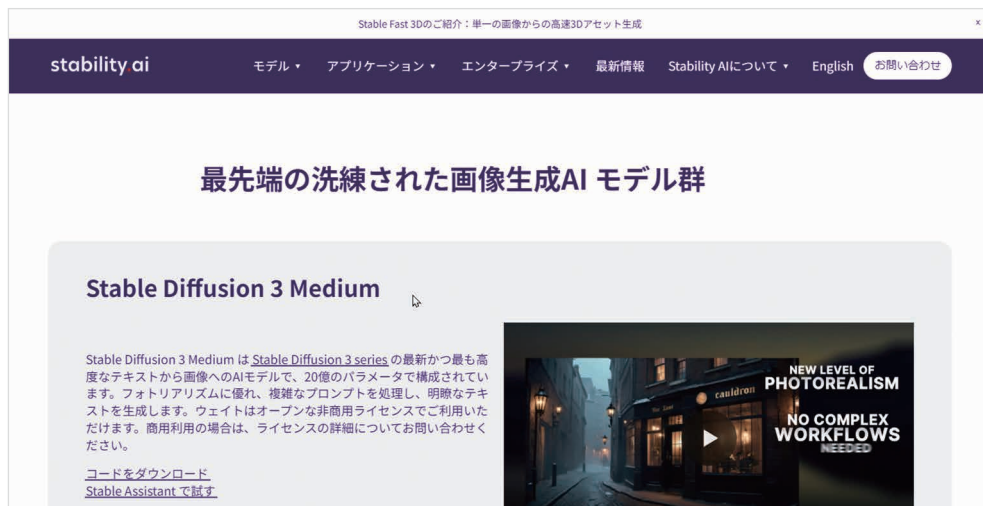 Stable Fast 3Dのご紹介：単一の画像からの高速3Dアセット生成
x
stability.ai
モデル ▾
アプリケーション ▾
エンタープライズ ▾
最新情報
Stability AIについて ▾
English
お問い合わせ
最先端の洗練された画像生成AI モデル群
Stable Diffusion 3 Medium
Stable Diffusion 3 Medium は Stable Diffusion 3 series の最新かつ最も高
度なテキストから画像へのAIモデルで、20億のパラメータで構成されてい
ます。フォトリアリズムに優れ、複雑なプロンプトを処理し、明瞭なテキ
ストを生成します。ウェイトはオープンな非商用ライセンスでご利用いた
だけます。商用利用の場合は、ライセンスの詳細についてお問い合わせく
ださい。
コードをダウンロード
Stable Assistant で試す
cauldron
NEW LEVEL OF
PHOTOREALISM
NO COMPLEX
WORKFLOWS
NEEDED